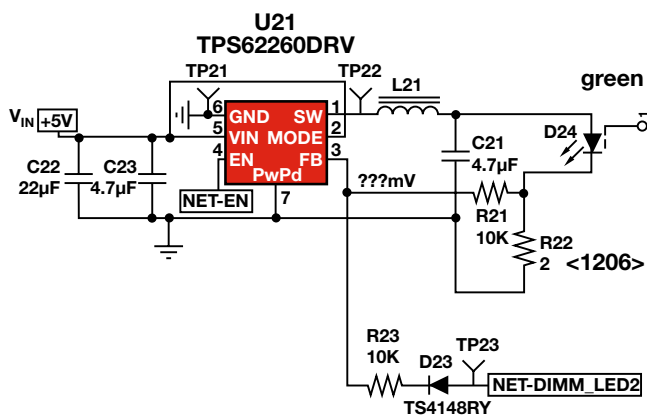 U21
TPS62260DRV
TP21
TP22
L21
green
6
GND
SW
1
V_IN +5V
5
VIN
MODE
2
4
EN
FB
3
PwPd
7
NET-EN
C22
22µF
C23
4.7µF
C21
4.7µF
D24
1
???mV
R21
10K
R22
2
<1206>
R23
10K
D23
TS4148RY
TP23
NET-DIMM_LED2